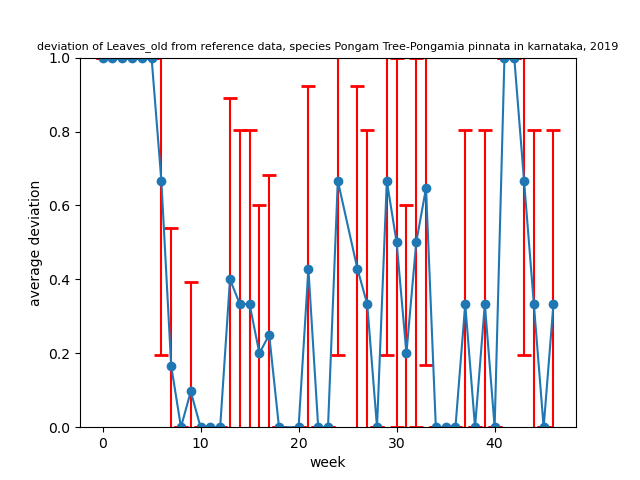 deviation of Leaves_old from reference data, species Pongam Tree-Pongamia pinnata in karnataka, 2019
1.0
0.8
0.6
0.4
0.2
0.0
average deviation
0 10 20 30 40
week